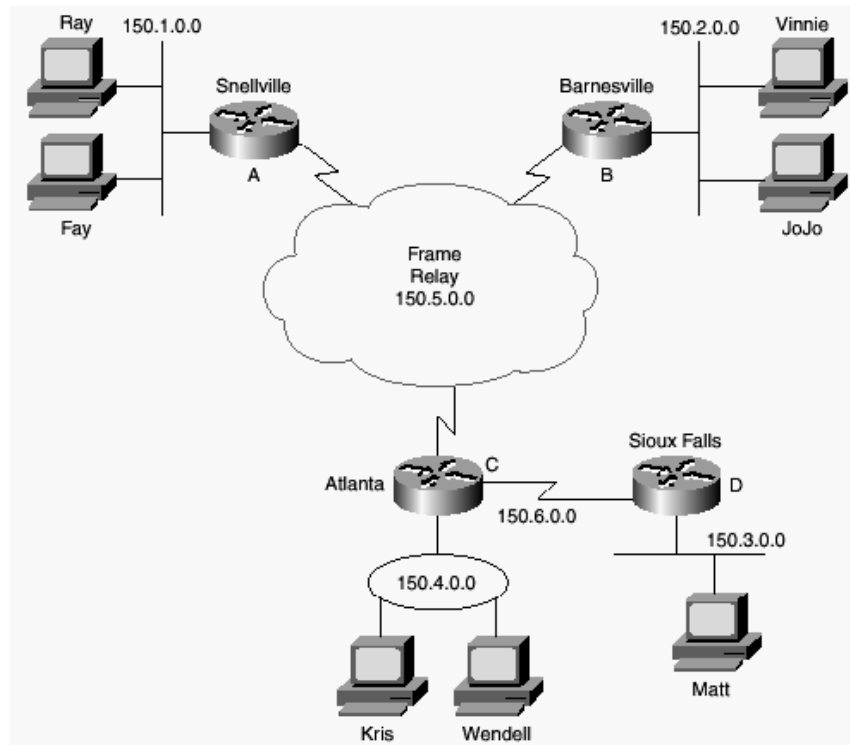 Ray
150.1.0.0
150.2.0.0
Vinnie
Snellville
Barnesville
A
B
Fay
JoJo
Frame
Relay
150.5.0.0
Sioux Falls
C
Atlanta
D
150.6.0.0
150.3.0.0
150.4.0.0
Matt
Kris
Wendell